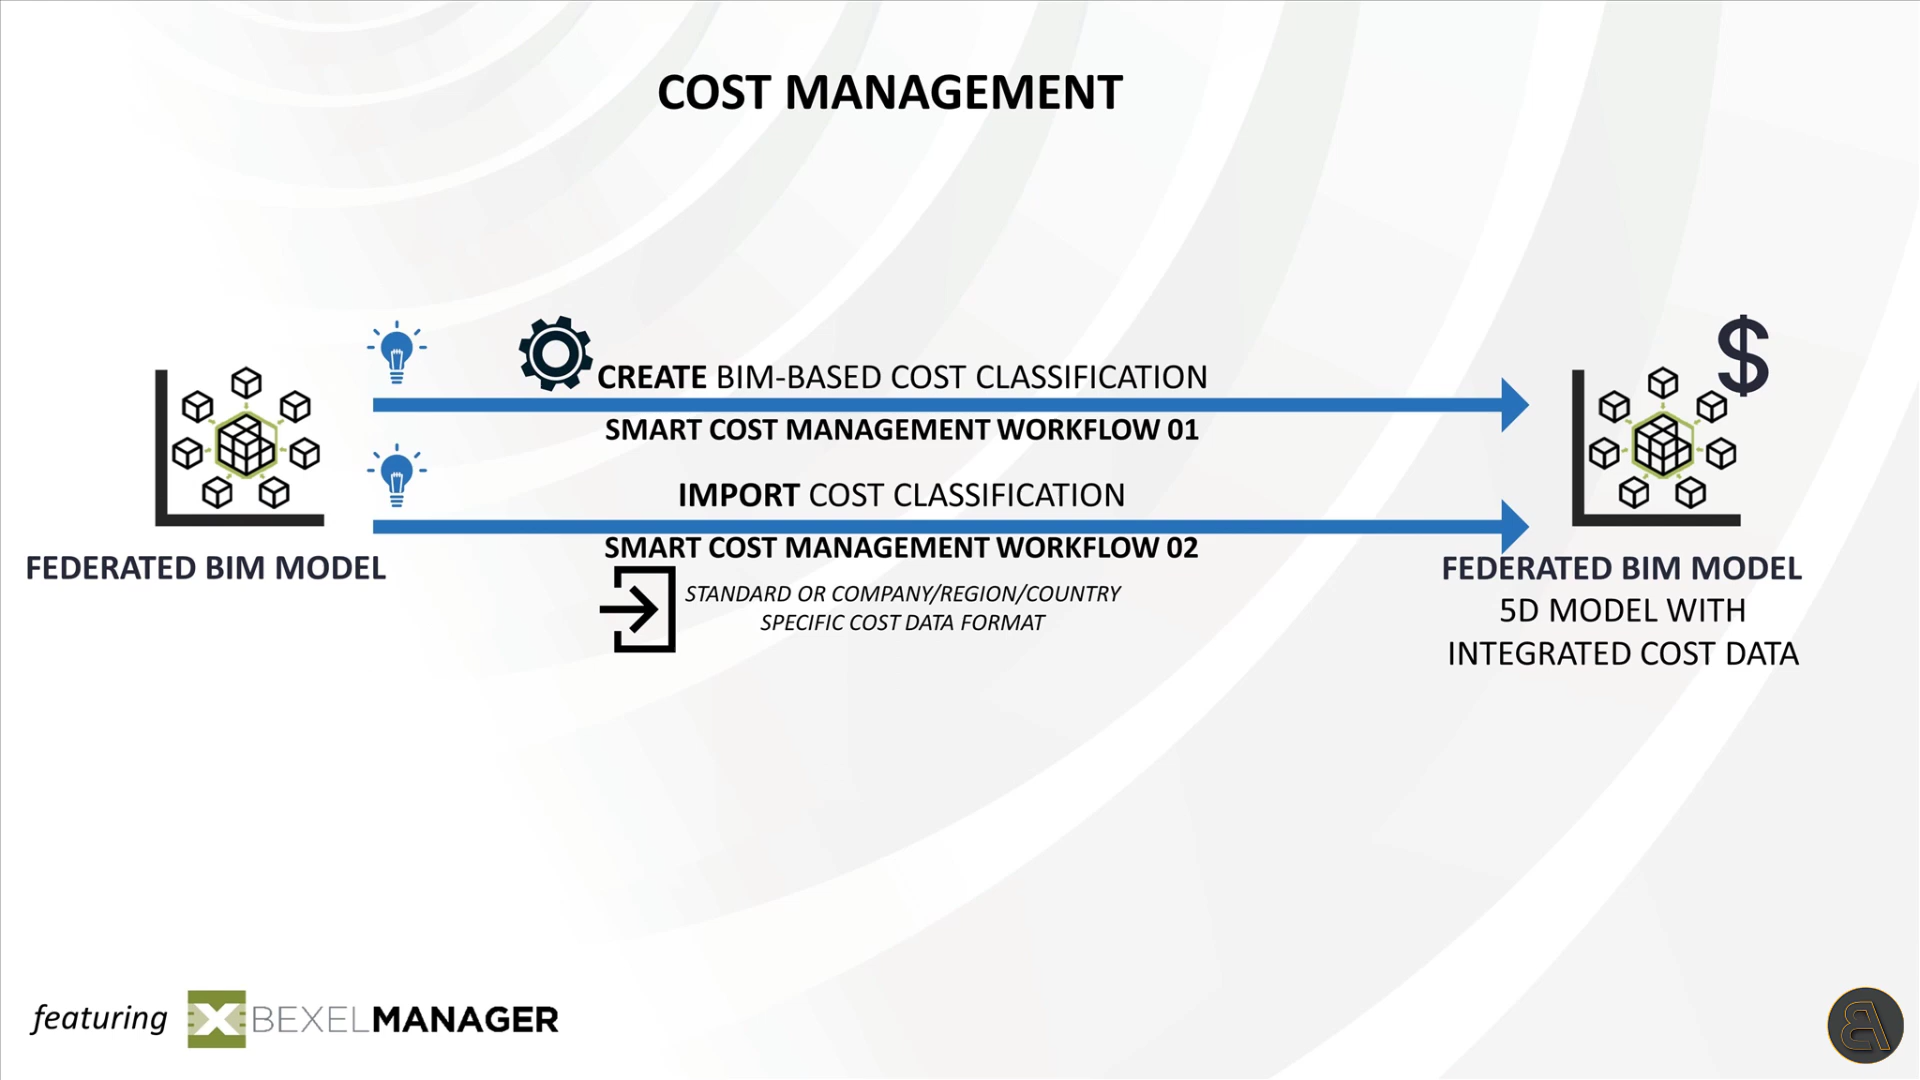 COST MANAGEMENT
CREATE BIM-BASED COST CLASSIFICATION
SMART COST MANAGEMENT WORKFLOW 01
IMPORT COST CLASSIFICATION
SMART COST MANAGEMENT WORKFLOW 02
STANDARD OR COMPANY/REGION/COUNTRY
SPECIFIC COST DATA FORMAT
FEDERATED BIM MODEL
$
FEDERATED BIM MODEL
5D MODEL WITH
INTEGRATED COST DATA
featuring BEXELMANAGER